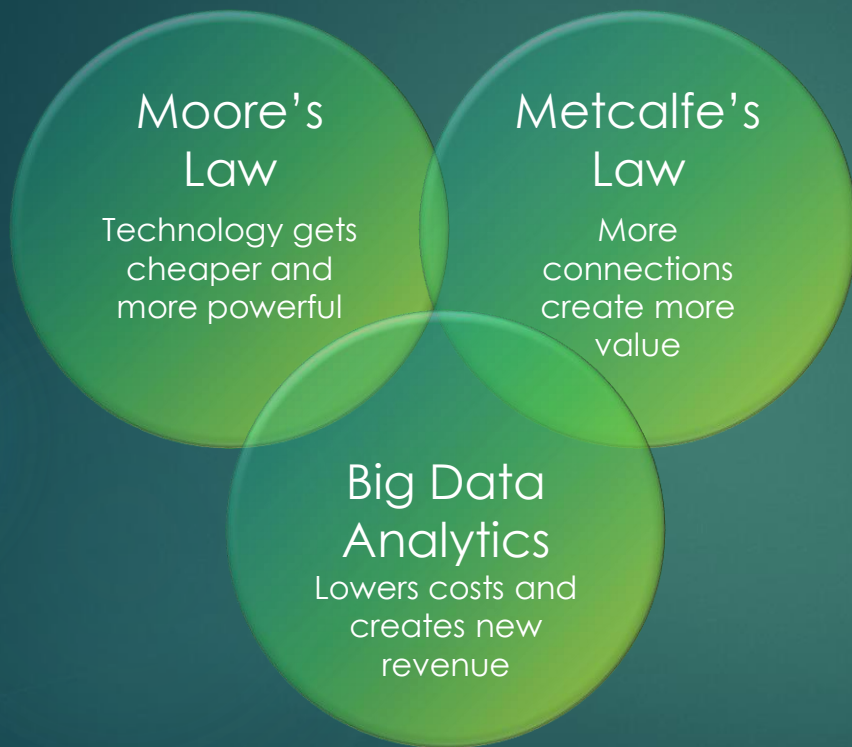 Moore’s
Law
Technology gets
cheaper and
more powerful
Metcalfe’s
Law
More
connections
create more
value
Big Data
Analytics
Lowers costs and
creates new
revenue